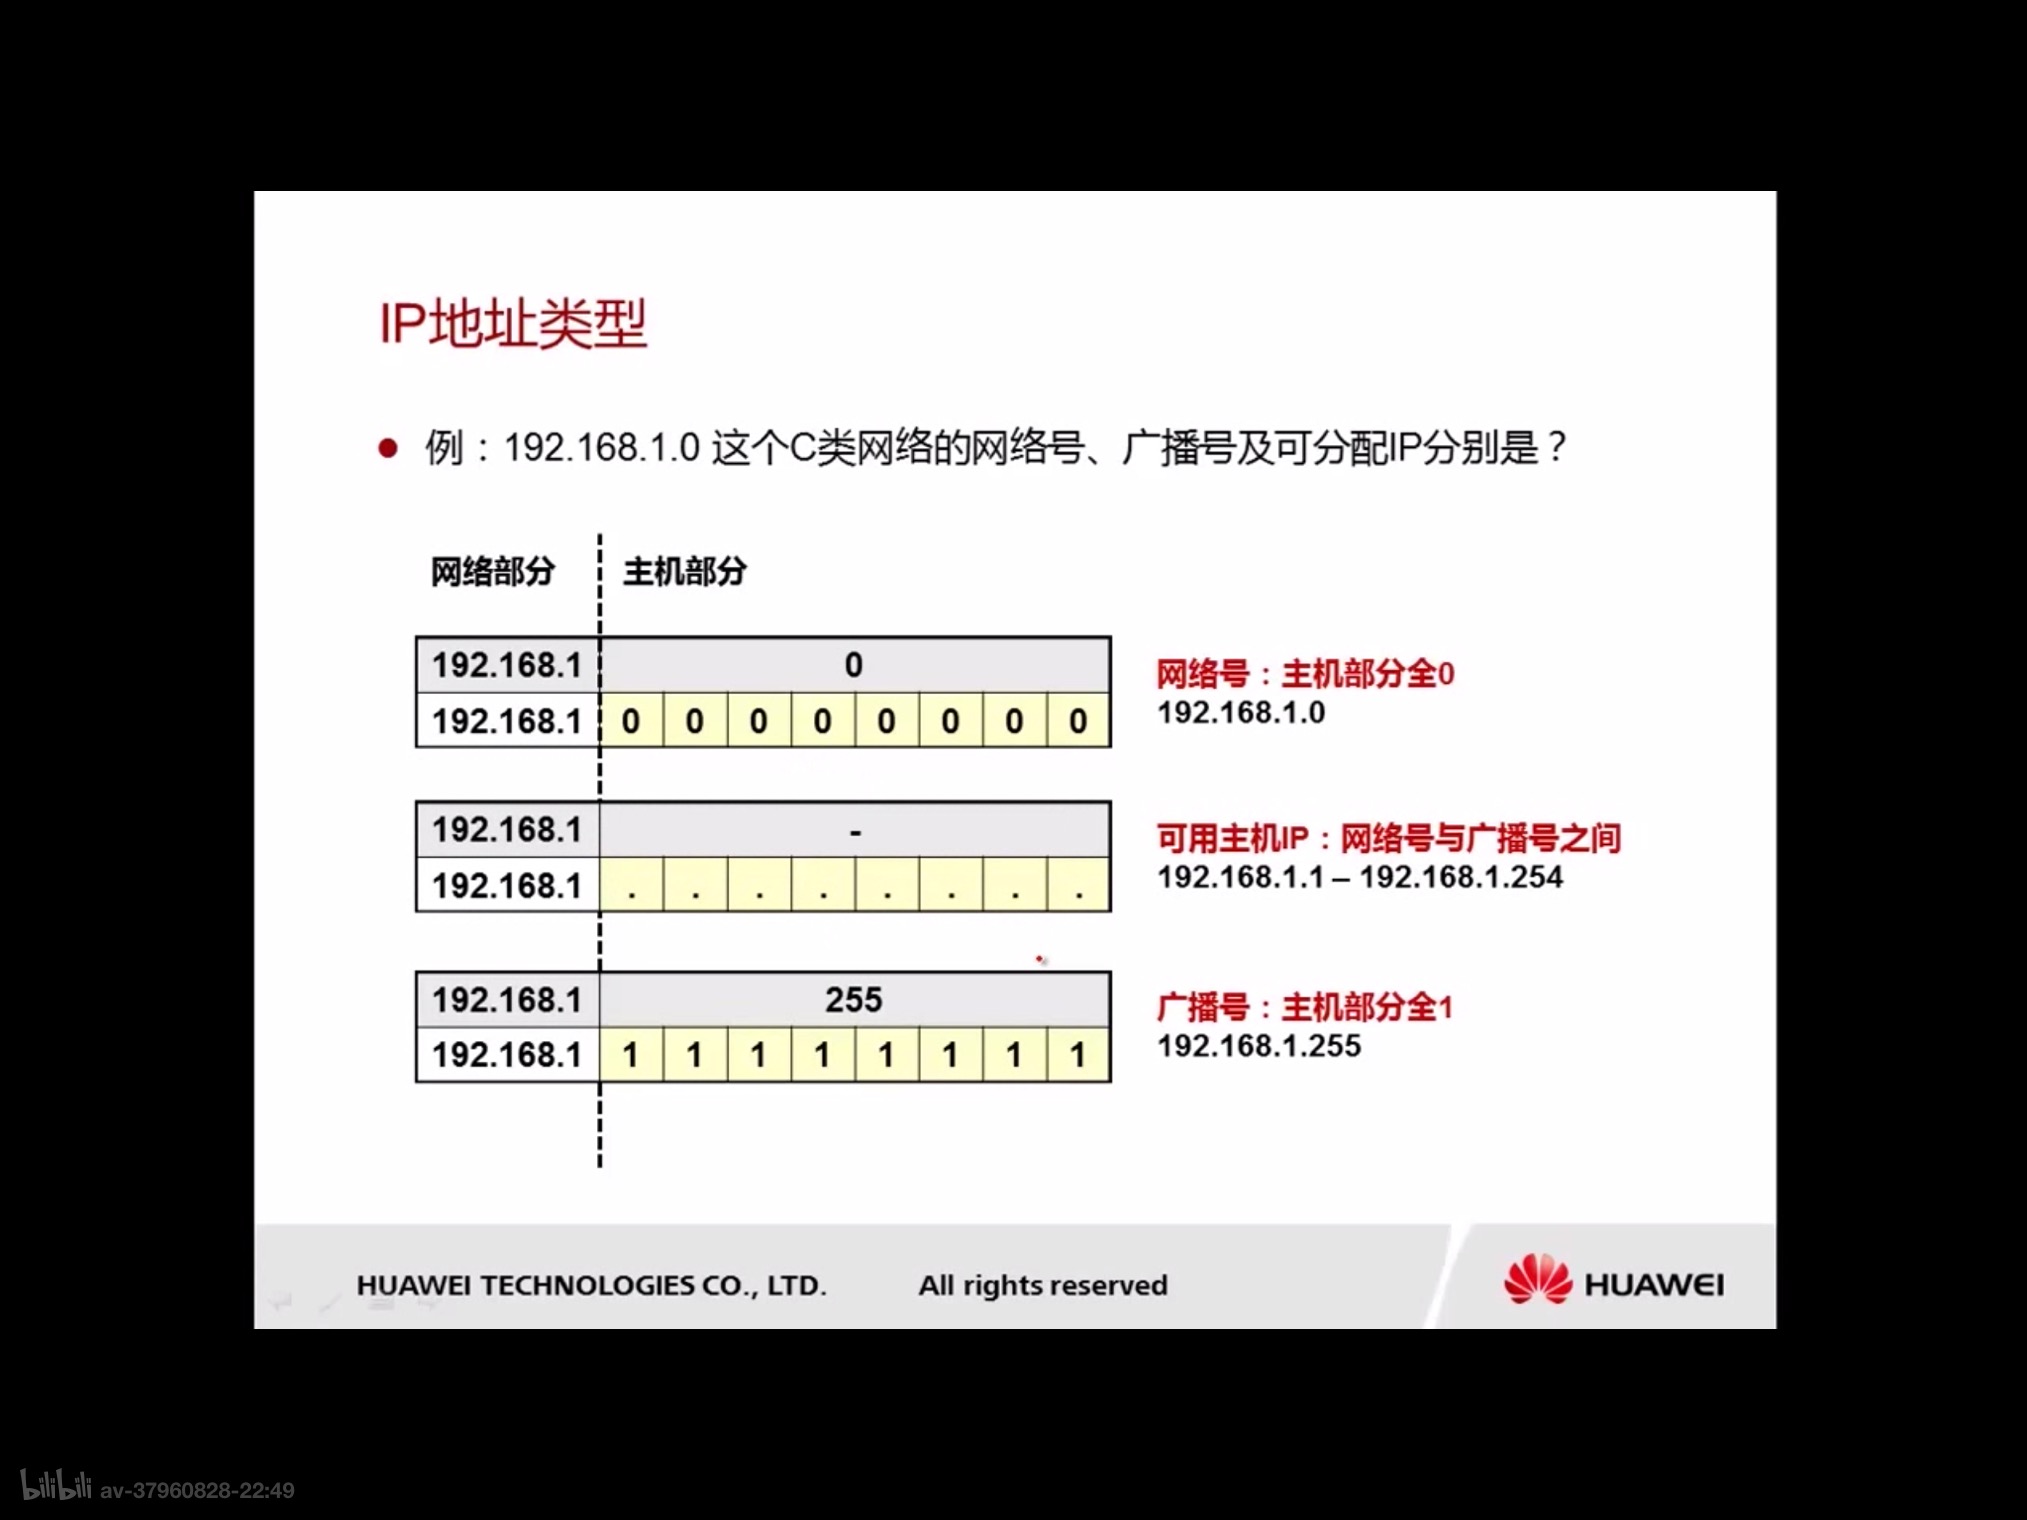 IP地址类型
● 例：192.168.1.0 这个C类网络的网络号、广播号及可分配IP分别是？
网络部分 主机部分
192.168.1 0
192.168.1 0 0 0 0 0 0 0 0
网络号：主机部分全0
192.168.1.0
192.168.1 -
192.168.1 . . . . . . . .
可用主机IP：网络号与广播号之间
192.168.1.1 – 192.168.1.254
192.168.1 255
192.168.1 1 1 1 1 1 1 1 1
广播号：主机部分全1
192.168.1.255
HUAWEI TECHNOLOGIES CO., LTD. All rights reserved HUAWEI
bilibili av-37960828-22:49